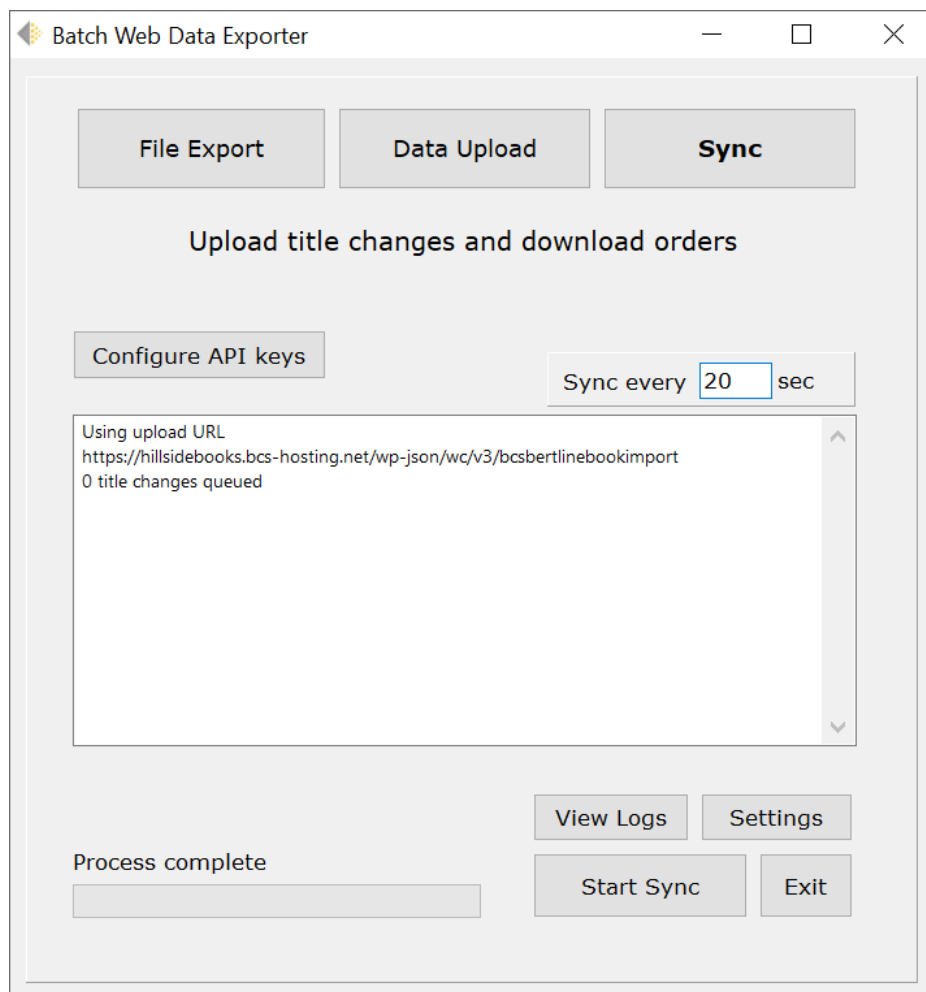 Batch Web Data Exporter
File Export
Data Upload
Sync
Upload title changes and download orders
Configure API keys
Sync every 20 sec
Using upload URL
https://hillsidebooks.bcs-hosting.net/wp-json/wc/v3/bcsbertlinebookimport
0 title changes queued
View Logs
Settings
Process complete
Start Sync
Exit